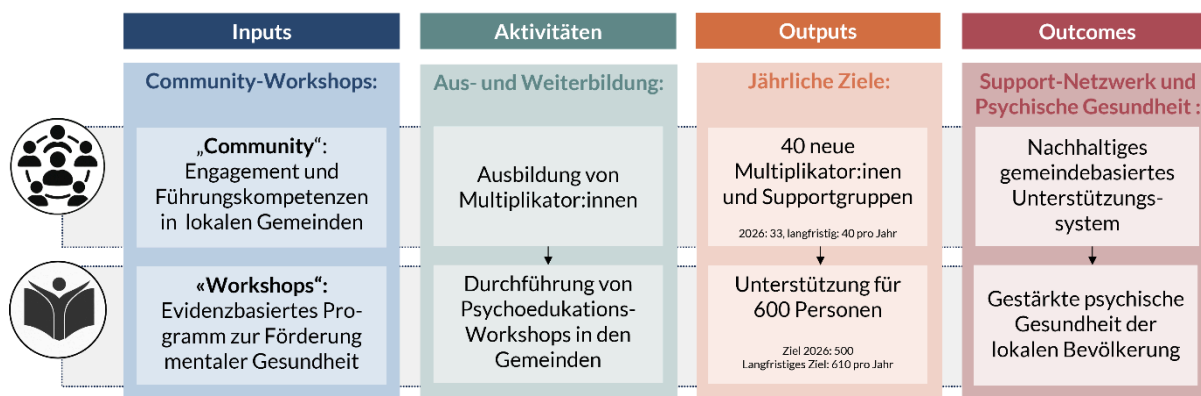 Inputs
Aktivitäten
Outputs
Outcomes
Community-Workshops:
Aus- und Weiterbildung:
Jährliche Ziele:
Support-Netzwerk und
Psychische Gesundheit :
„Community“:
Engagement und
Führungskompetenzen
in lokalen Gemeinden
Ausbildung von
Multiplikator:innen
40 neue
Multiplikator:inen
und Supportgruppen
2026: 33, langfristig: 40 pro Jahr
Nachhaltiges
gemeindebasiertes
Unterstützungs-
system
«Workshops“:
Evidenzbasiertes Pro-
gramm zur Förderung
mentaler Gesundheit
Durchführung von
Psychoedukations-
Workshops in den
Gemeinden
Unterstützung für
600 Personen
Ziel 2026: 500
Langfristiges Ziel: 610 pro Jahr
Gestärkte psychische
Gesundheit der
lokalen Bevölkerung